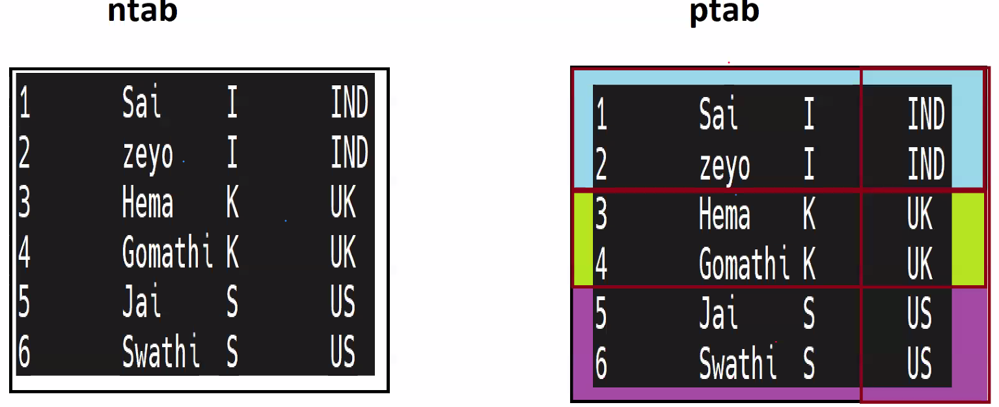 ntab
1 Sai I IND
2 zeyo I IND
3 Hema K UK
4 Gomathi K UK
5 Jai S US
6 Swathi S US
ptab
1 Sai I IND
2 zeyo I IND
3 Hema K UK
4 Gomathi K UK
5 Jai S US
6 Swathi S US